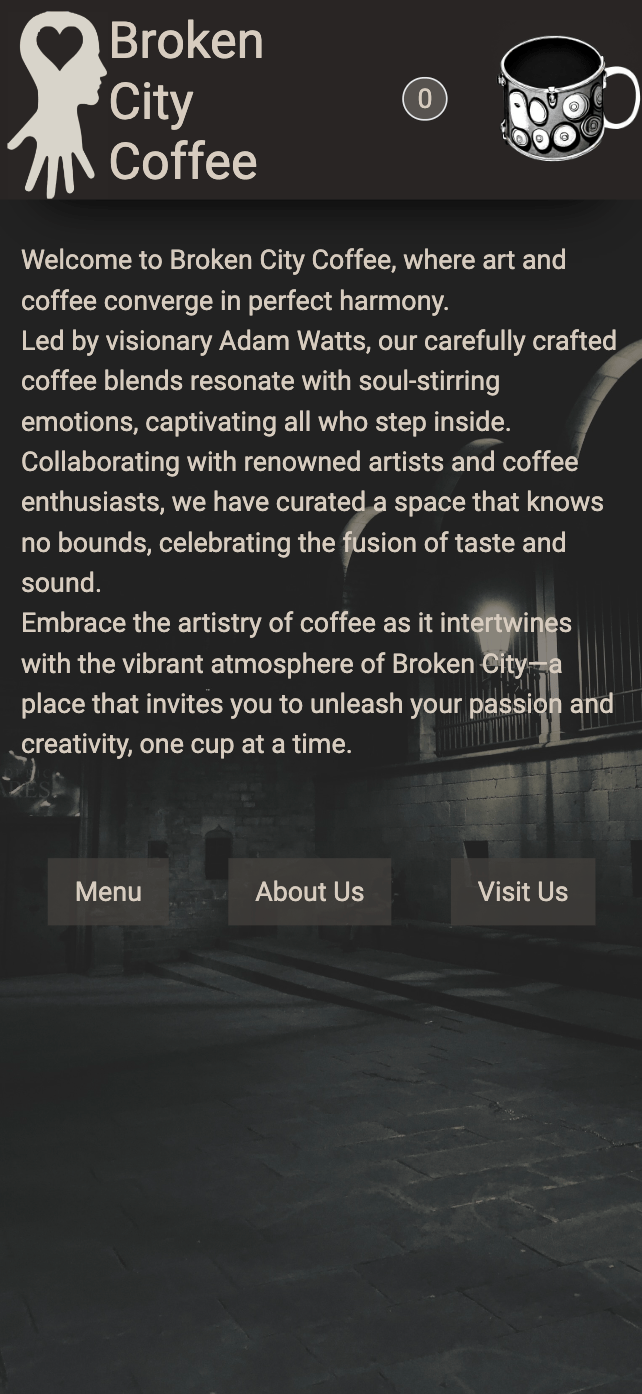 Broken
City
Coffee
0
Welcome to Broken City Coffee, where art and
coffee converge in perfect harmony.
Led by visionary Adam Watts, our carefully crafted
coffee blends resonate with soul-stirring
emotions, captivating all who step inside.
Collaborating with renowned artists and coffee
enthusiasts, we have curated a space that knows
no bounds, celebrating the fusion of taste and
sound.
Embrace the artistry of coffee as it intertwines
with the vibrant atmosphere of Broken City—a
place that invites you to unleash your passion and
creativity, one cup at a time.
Menu
About Us
Visit Us